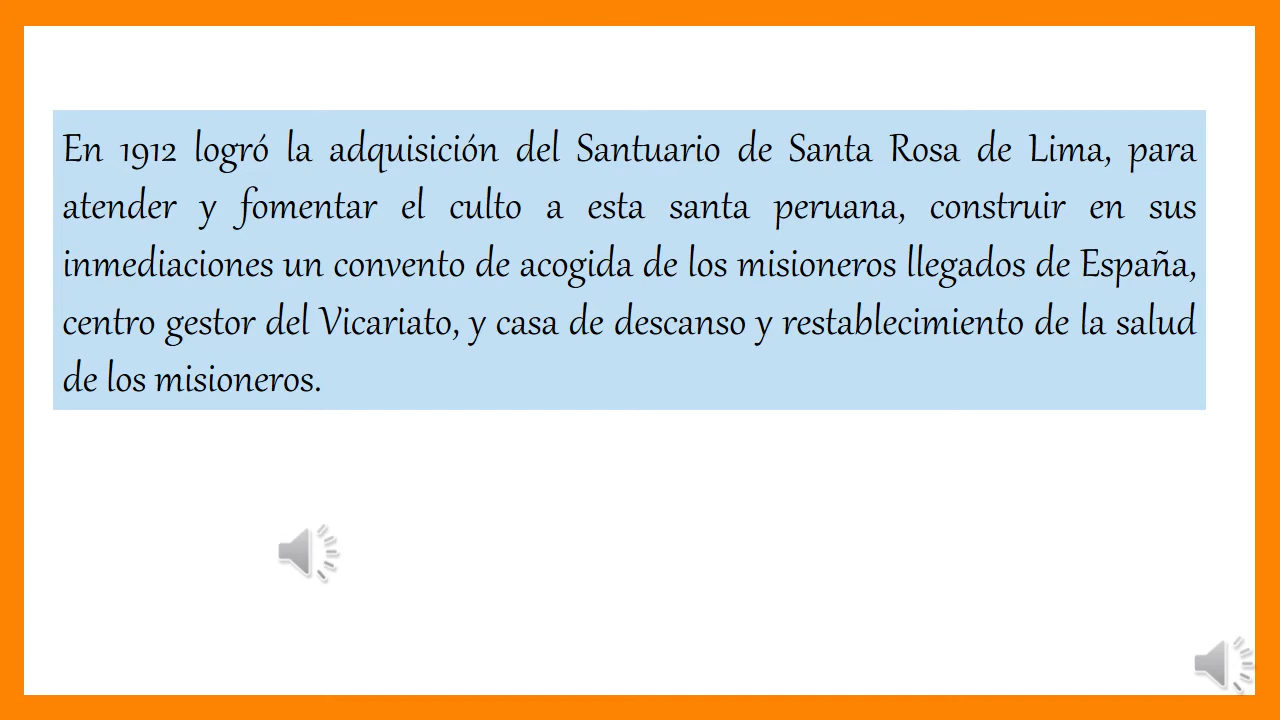 En 1912 logró la adquisición del Santuario de Santa Rosa de Lima, para
atender y fomentar el culto a esta santa peruana, construir en sus
inmediaciones un convento de acogida de los misioneros llegados de España,
centro gestor del Vicariato, y casa de descanso y restablecimiento de la salud
de los misioneros.